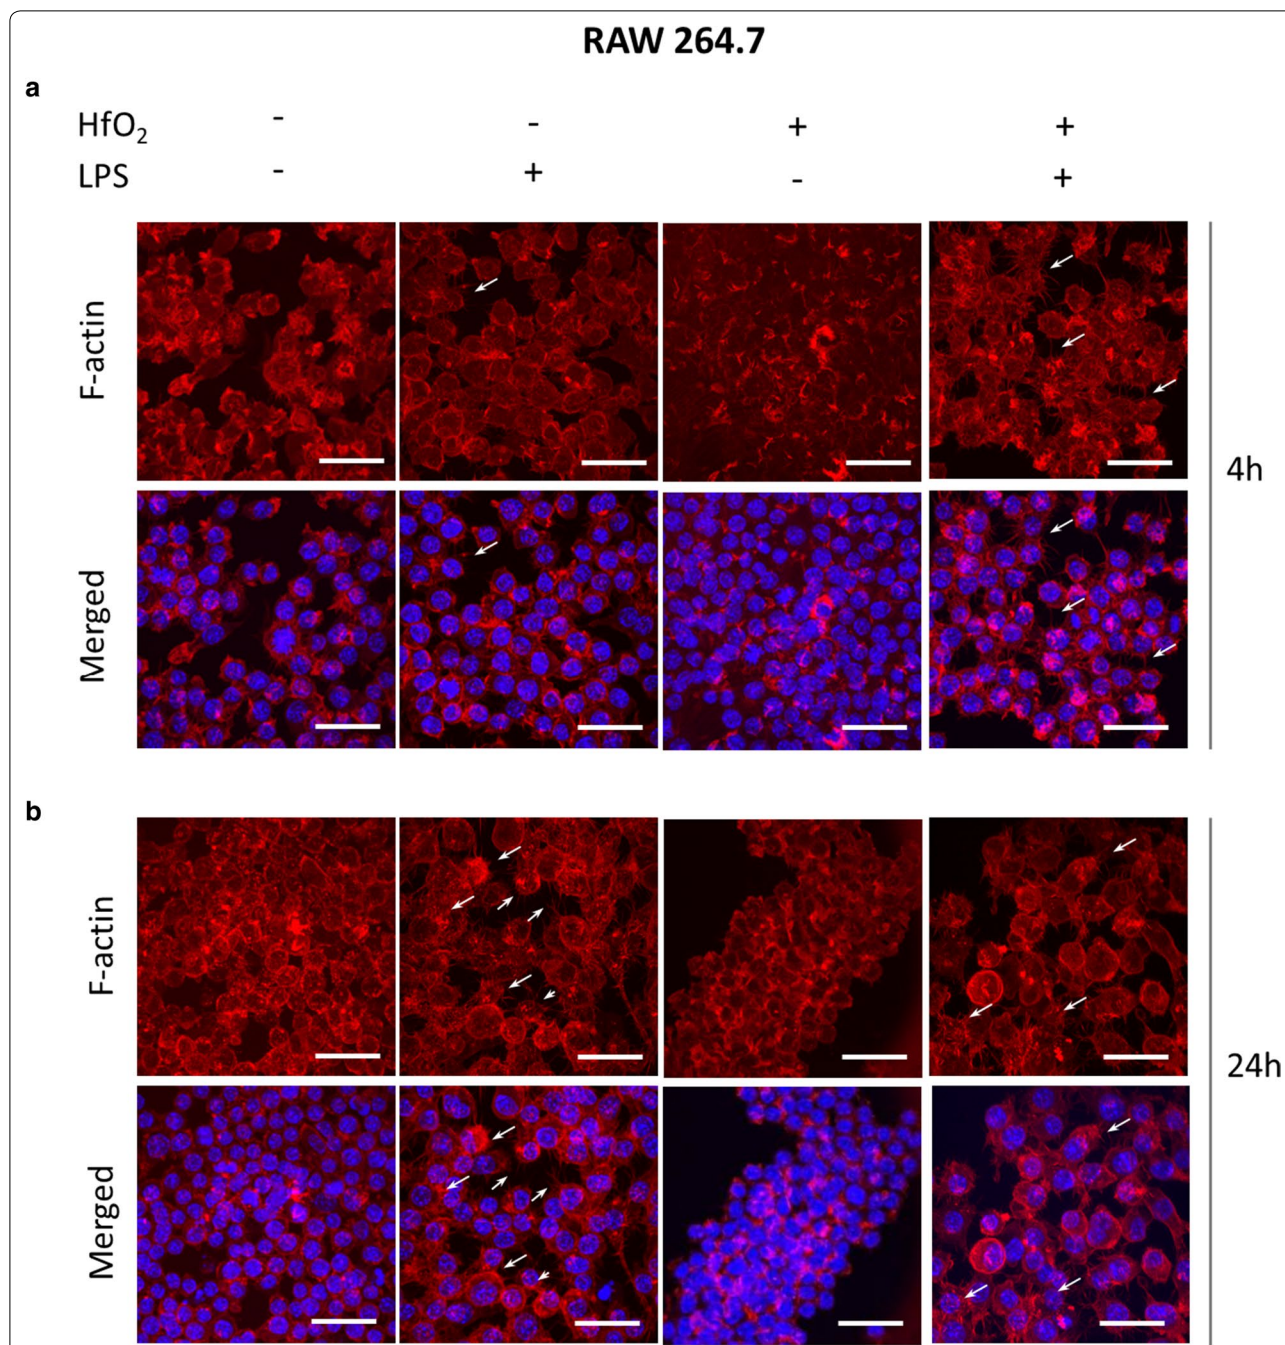 RAW 264.7
a
HfO₂ - - + +
LPS - + - +
F-actin
Merged
4h
b
F-actin
Merged
24h